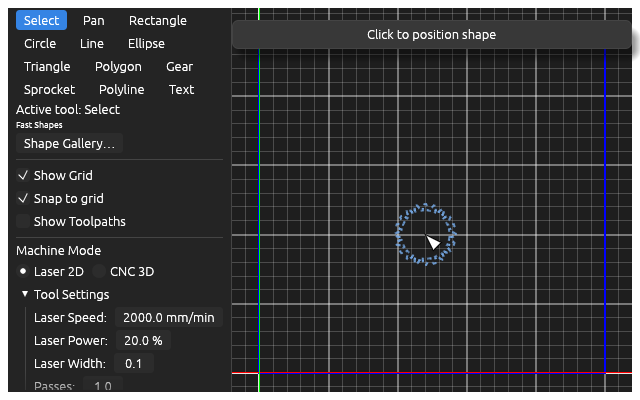 Select Pan Rectangle
Circle Line Ellipse
Triangle Polygon Gear
Sprocket Polyline Text
Active tool: Select
Fast Shapes
Shape Gallery...
Show Grid
Snap to grid
Show Toolpaths
Machine Mode
Laser 2D CNC 3D
Tool Settings
Laser Speed: 2000.0 mm/min
Laser Power: 20.0 %
Laser Width: 0.1
Passes: 1.0
Click to position shape